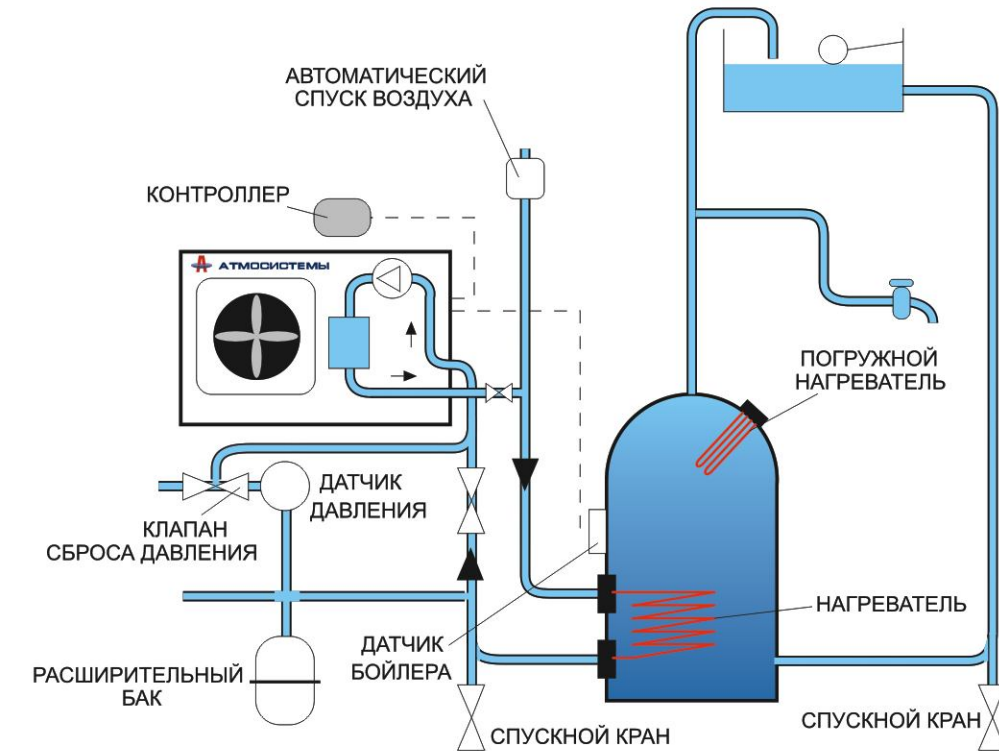 АВТОМАТИЧЕСКИЙ
СПУСК ВОЗДУХА
КОНТРОЛЛЕР
АТМОСИСТЕМЫ
ПОГРУЖНОЙ
НАГРЕВАТЕЛЬ
ДАТЧИК
ДАВЛЕНИЯ
КЛАПАН
СБРОСА ДАВЛЕНИЯ
НАГРЕВАТЕЛЬ
ДАТЧИК
БОЙЛЕРА
РАСШИРИТЕЛЬНЫЙ
БАК
СПУСКНОЙ КРАН
СПУСКНОЙ КРАН